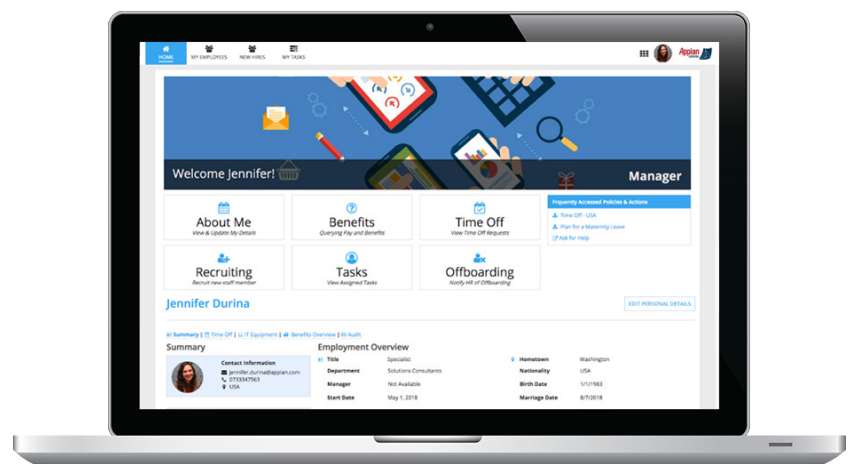 HOME MY EMPLOYEES NEW HIRES MY TASKS
Appian
Welcome Jennifer!
Manager
About Me
View & Update My Details
Benefits
Querying Pay and Benefits
Time Off
View Time Off Requests
Recruiting
Recruit new staff member
Tasks
View Assigned Tasks
Offboarding
Notify HR of Offboarding
Frquently Accessed Policies & Actions
Time Off - USA
Plan for a Maternity Leave
Ask for Help
Jennifer Durina
EDIT PERSONAL DETAILS
Summary | Time Off | IT Equipment | Benefits Overview | Audit
Summary
Contact Information
jennifer.durina@appian.com
0733347563
USA
Employment Overview
Title Specialist Hometown Washington
Department Solutions Consultants Nationality USA
Manager Not Available Birth Date 1/1/1983
Start Date May 1, 2018 Marriage Date 8/7/2018